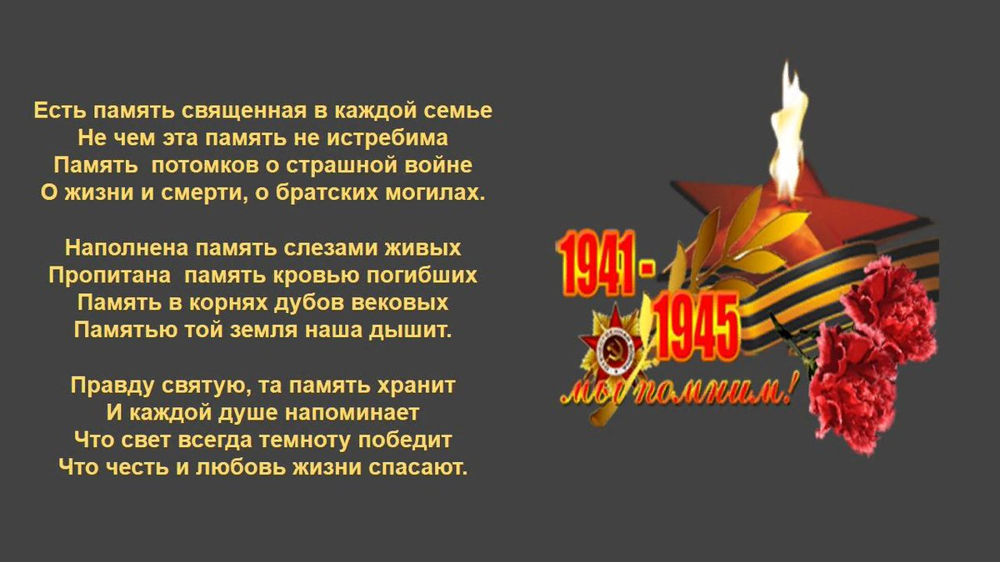 Есть память священная в каждой семье
Не чем эта память не истребима
Память  потомков о страшной войне
О жизни и смерти, о братских могилах.
Наполнена память слезами живых
Пропитана  память кровью погибших
Память в корнях дубов вековых
Памятью той земля наша дышит.
Правду святую, та память хранит
И каждой душе напоминает
Что свет всегда темноту победит
Что честь и любовь жизни спасают.
1941-
1945
мы помним!